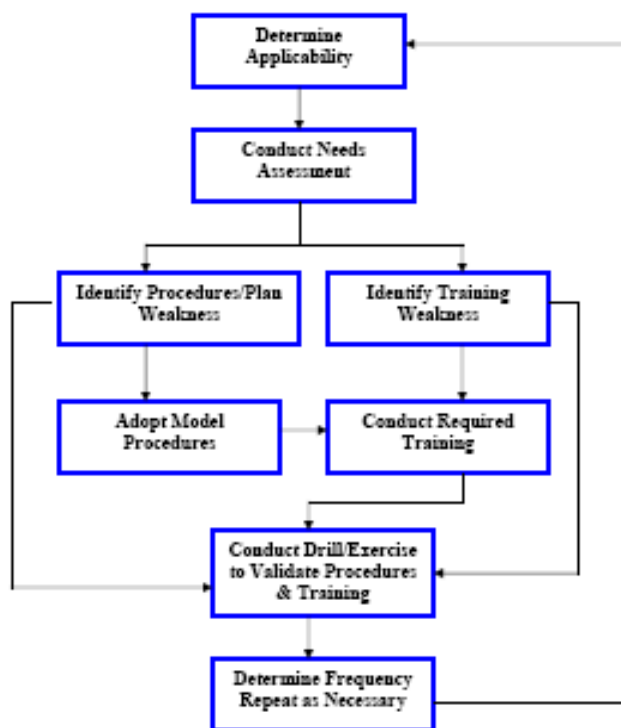 Determine
Applicability
Conduct Needs
Assessment
Identify Procedures/Plan
Weakness
Identify Training
Weakness
Adopt Model
Procedures
Conduct Required
Training
Conduct Drill/Exercise
to Validate Procedures
& Training
Determine Frequency
Repeat as Necessary